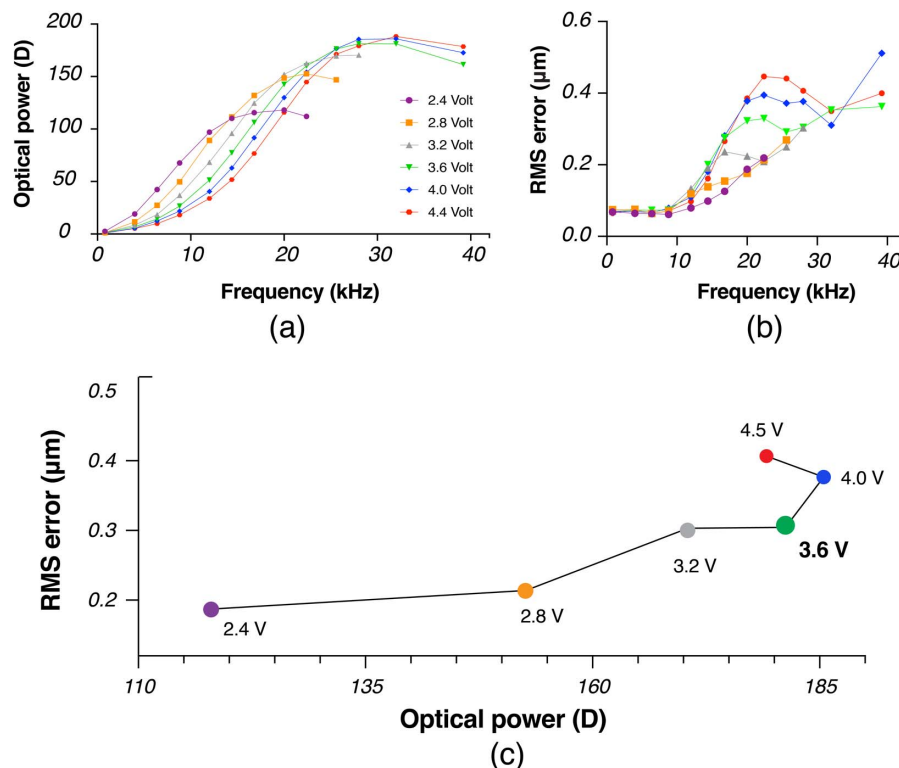 200
150
100
50
0
Optical power (D)
0
10
20
30
40
Frequency (kHz)
2.4 Volt
2.8 Volt
3.2 Volt
3.6 Volt
4.0 Volt
4.4 Volt
(a)
0.6
0.4
0.2
0.0
RMS error (µm)
0
10
20
30
40
Frequency (kHz)
(b)
0.5
0.4
0.3
0.2
RMS error (µm)
4.5 V
4.0 V
3.6 V
3.2 V
2.8 V
2.4 V
110
135
160
185
Optical power (D)
(c)